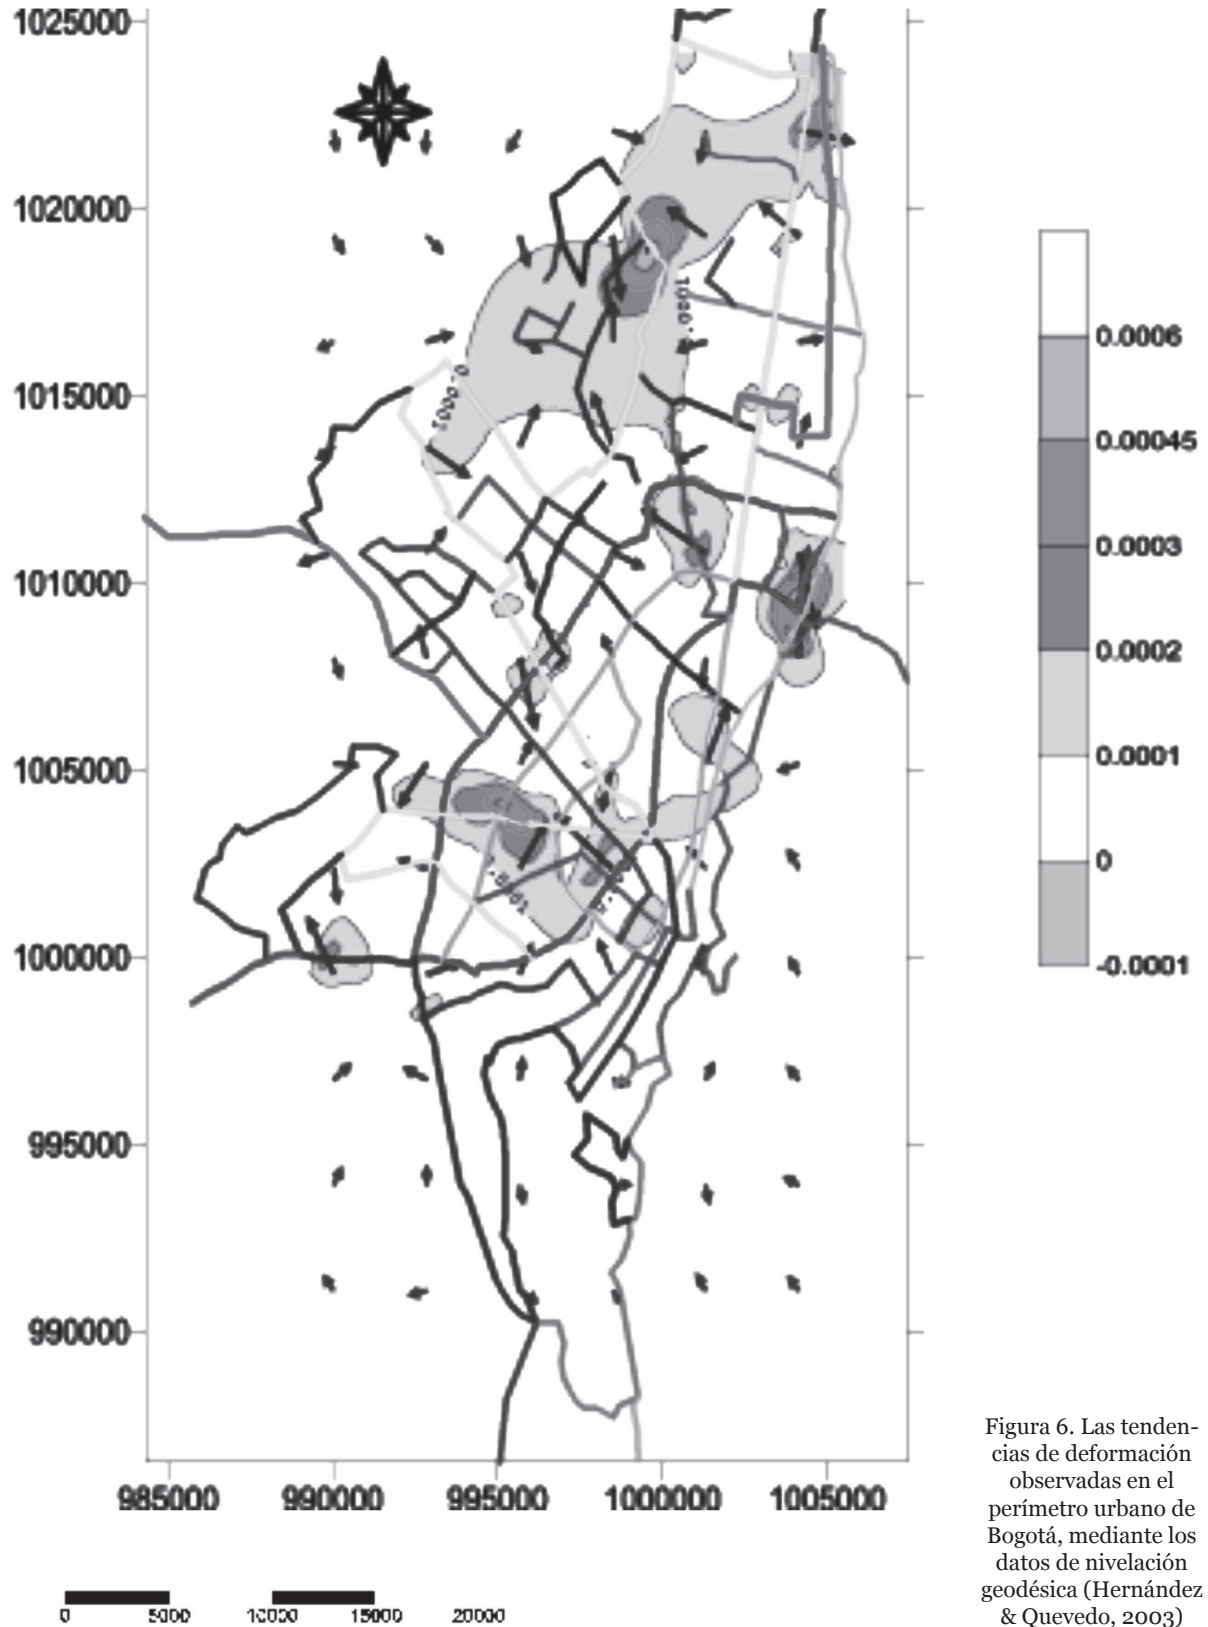 1025000
1020000
1015000
1010000
1005000
1000000
995000
990000
985000 990000 995000 1000000 1005000
0.0006
0.00045
0.0003
0.0002
0.0001
0
-0.0001
0 5000 10000 15000 20000
Figura 6. Las tenden-
cias de deformación
observadas en el
perímetro urbano de
Bogotá, mediante los
datos de nivelación
geodésica (Hernández
& Quevedo, 2003)